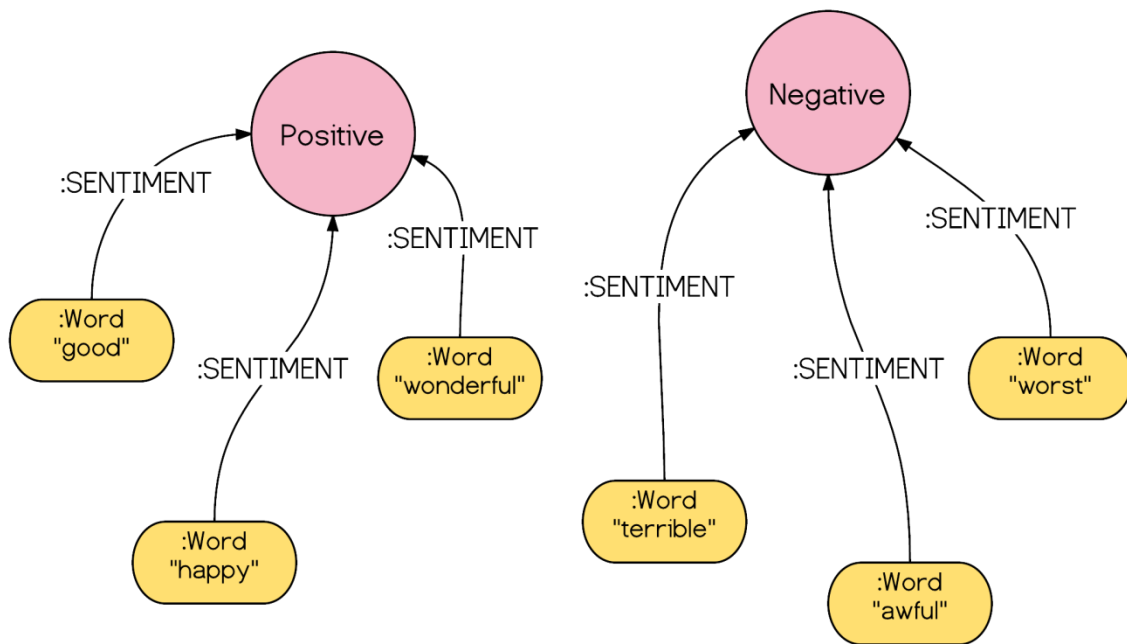 Positive
:SENTIMENT
:SENTIMENT
:Word
"good"
:SENTIMENT
:Word
"wonderful"
:Word
"happy"
Negative
:SENTIMENT
:SENTIMENT
:Word
"worst"
:SENTIMENT
:Word
"terrible"
:Word
"awful"